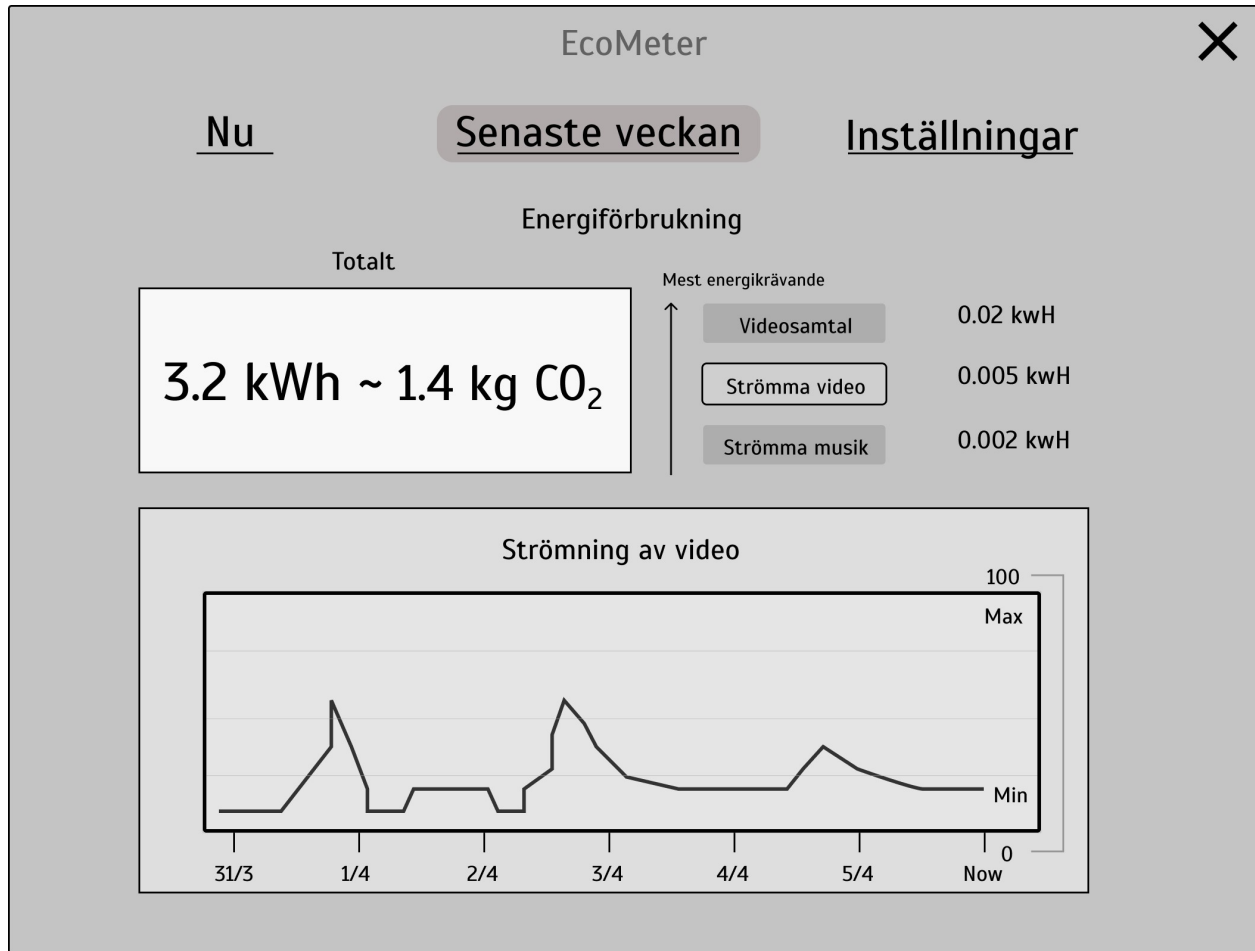 EcoMeter
Nu
Senaste veckan
Inställningar
Energiförbrukning
Totalt
Mest energikrävande
3.2 kWh ~ 1.4 kg CO₂
Videosamtal 0.02 kwH
Strömma video 0.005 kwH
Strömma musik 0.002 kwH
Strömning av video
100
Max
Min
0
31/3 1/4 2/4 3/4 4/4 5/4 Now